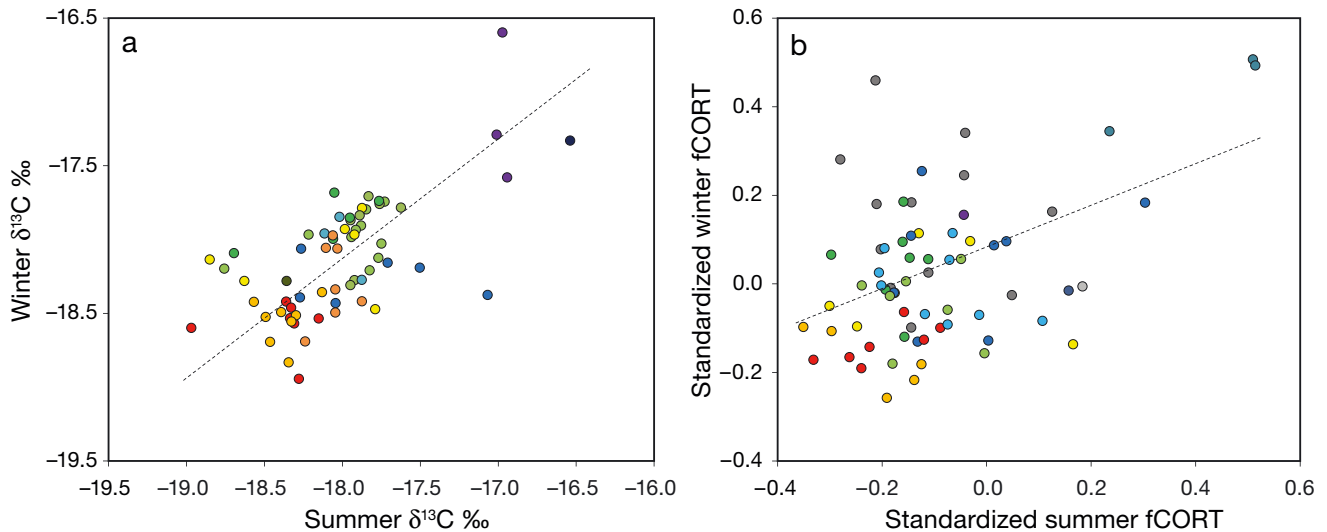 a
Winter δ¹³C ‰
−16.5
−17.5
−18.5
−19.5
−19.5 −19.0 −18.5 −18.0 −17.5 −17.0 −16.5 −16.0
Summer δ¹³C ‰
b
Standardized winter fCORT
0.6
0.4
0.2
0.0
−0.2
−0.4
−0.4 −0.2 0.0 0.2 0.4 0.6
Standardized summer fCORT